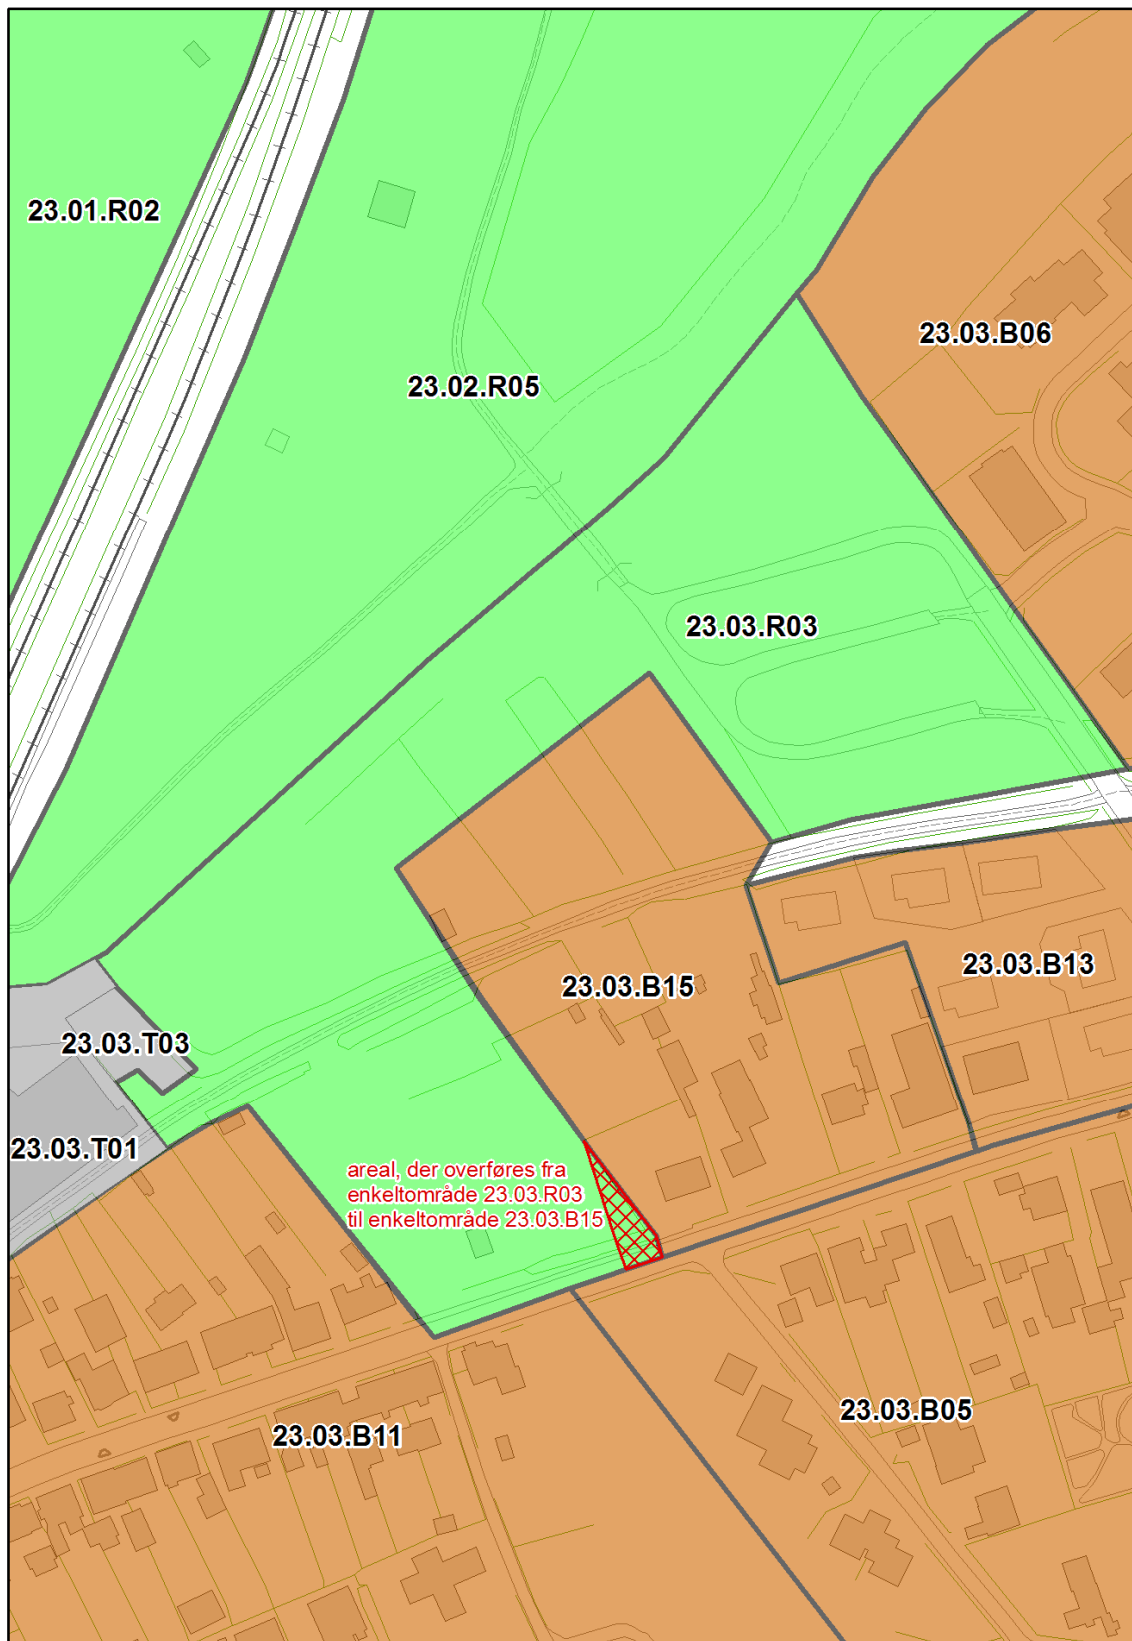 23.01.R02
23.03.B06
23.02.R05
23.03.R03
23.03.B13
23.03.B15
23.03.T03
23.03.T01
areal, der overføres fra
enkeltområde 23.03.R03
til enkeltområde 23.03.B15
23.03.B05
23.03.B11